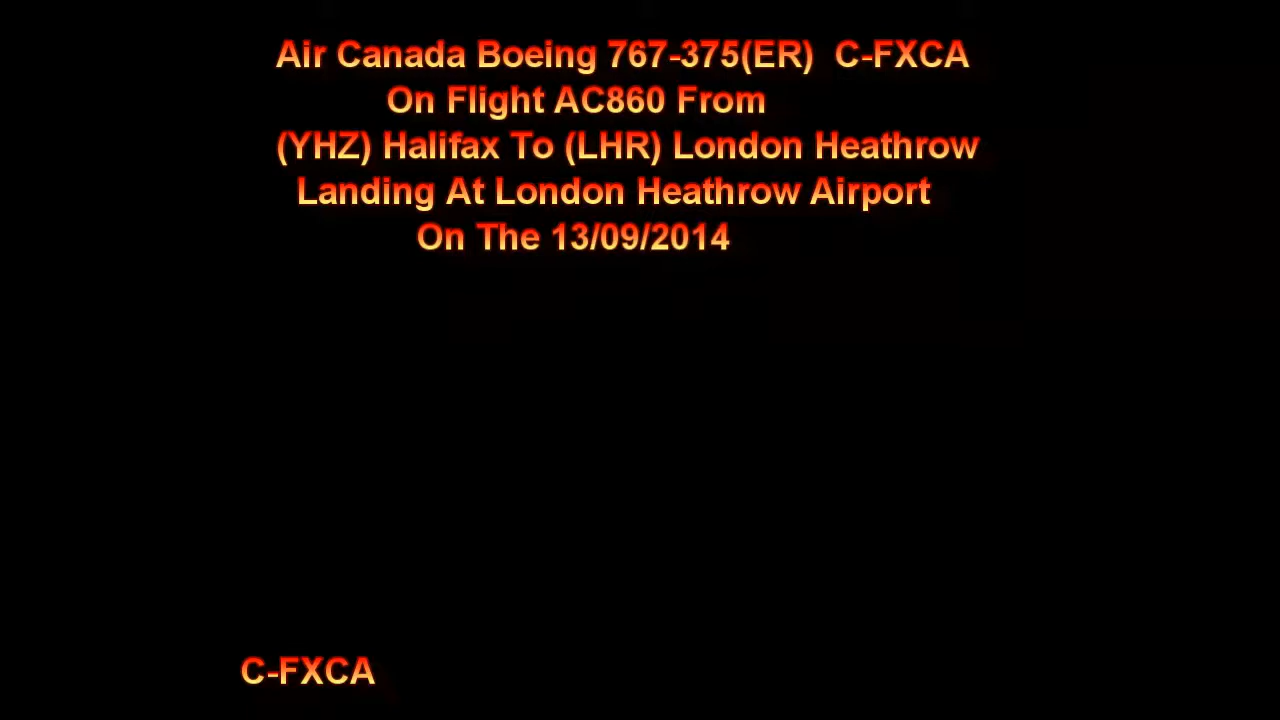 Air Canada Boeing 767-375(ER) C-FXCA
On Flight AC860 From
(YHZ) Halifax To (LHR) London Heathrow
Landing At London Heathrow Airport
On The 13/09/2014
C-FXCA